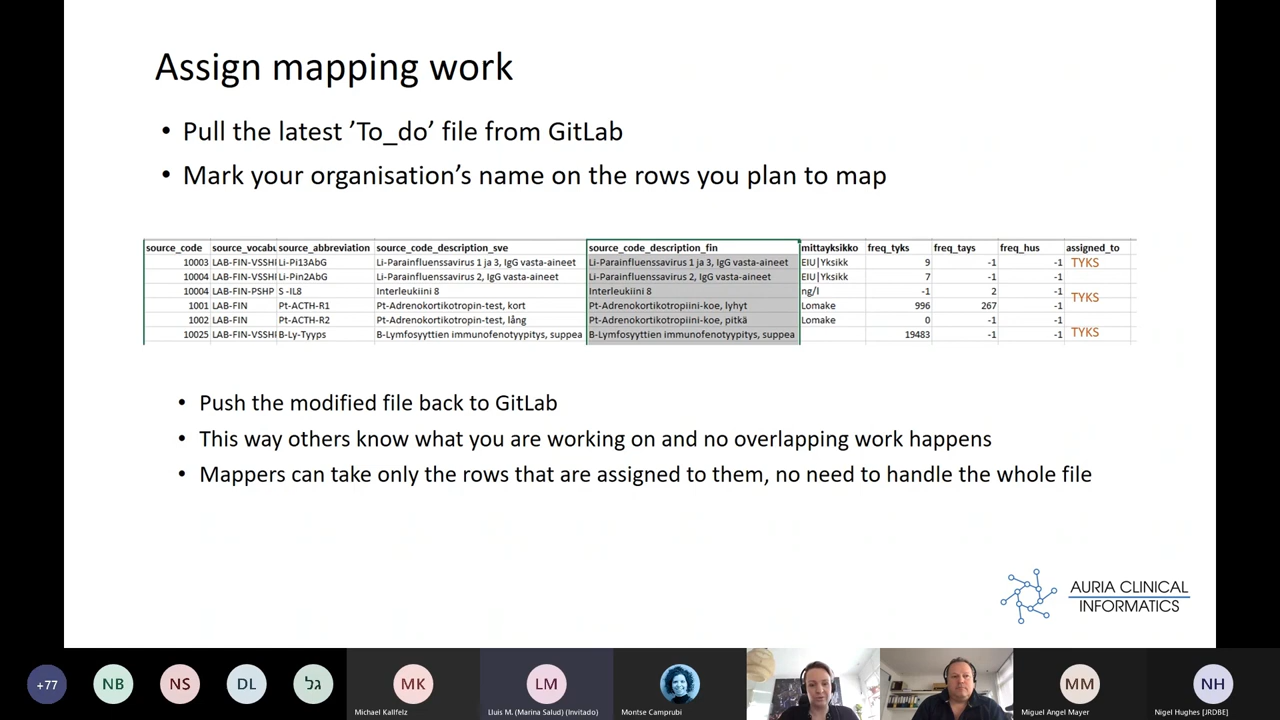 Assign mapping work
• Pull the latest ’To_do’ file from GitLab
• Mark your organisation’s name on the rows you plan to map
source_code source_vocabu source_abbreviation source_code_description_sve source_code_description_fin mittayksikko freq_tyks freq_tays freq_hus assigned_to
10003 LAB-FIN-VSSHI Li-Pi13AbG Li-Parainfluenssavirus 1 ja 3, IgG vasta-aineet Li-Parainfluenssavirus 1 ja 3, IgG vasta-aineet EIU|Yksikk 9 -1 -1 TYKS
10004 LAB-FIN-VSSHI Li-Pin2AbG Li-Parainfluenssavirus 2, IgG vasta-aineet Li-Parainfluenssavirus 2, IgG vasta-aineet EIU|Yksikk 7 -1 -1
10004 LAB-FIN-PSHP S -IL8 Interleukiini 8 Interleukiini 8 ng/l -1 2 -1 TYKS
1001 LAB-FIN Pt-ACTH-R1 Pt-Adrenokortikotropin-test, kort Pt-Adrenokortikotropiini-koe, lyhyt Lomake 996 267 -1
1002 LAB-FIN Pt-ACTH-R2 Pt-Adrenokortikotropin-test, lång Pt-Adrenokortikotropiini-koe, pitkä Lomake 0 -1 -1
10025 LAB-FIN-VSSHI B-Ly-Tyyps B-Lymfosyyttien immunofenotyypitys, suppea B-Lymfosyyttien immunofenotyypitys, suppea 19483 -1 -1 TYKS
• Push the modified file back to GitLab
• This way others know what you are working on and no overlapping work happens
• Mappers can take only the rows that are assigned to them, no need to handle the whole file
AURIA CLINICAL
INFORMATICS
+77 NB NS DL גל MK LM MM NH
Michael Kallfelz Lluis M. (Marina Salud) (Invitado) Montse Camprubi Miguel Angel Mayer Nigel Hughes [JRDBE]